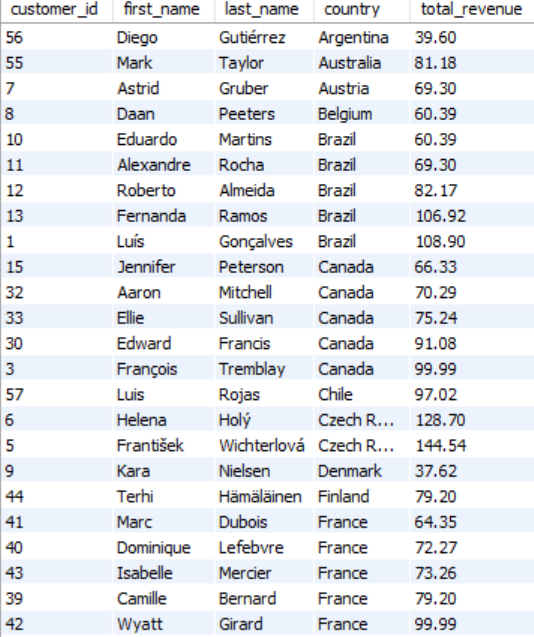 customer_id first_name last_name country total_revenue
56 Diego Gutiérrez Argentina 39.60
55 Mark Taylor Australia 81.18
7 Astrid Gruber Austria 69.30
8 Daan Peeters Belgium 60.39
10 Eduardo Martins Brazil 60.39
11 Alexandre Rocha Brazil 69.30
12 Roberto Almeida Brazil 82.17
13 Fernanda Ramos Brazil 106.92
1 Luís Gonçalves Brazil 108.90
15 Jennifer Peterson Canada 66.33
32 Aaron Mitchell Canada 70.29
33 Ellie Sullivan Canada 75.24
30 Edward Francis Canada 91.08
3 François Tremblay Canada 99.99
57 Luis Rojas Chile 97.02
6 Helena Holý Czech R... 128.70
5 František Wichterlová Czech R... 144.54
9 Kara Nielsen Denmark 37.62
44 Terhi Hämäläinen Finland 79.20
41 Marc Dubois France 64.35
40 Dominique Lefebvre France 72.27
43 Isabelle Mercier France 73.26
39 Camille Bernard France 79.20
42 Wyatt Girard France 99.99